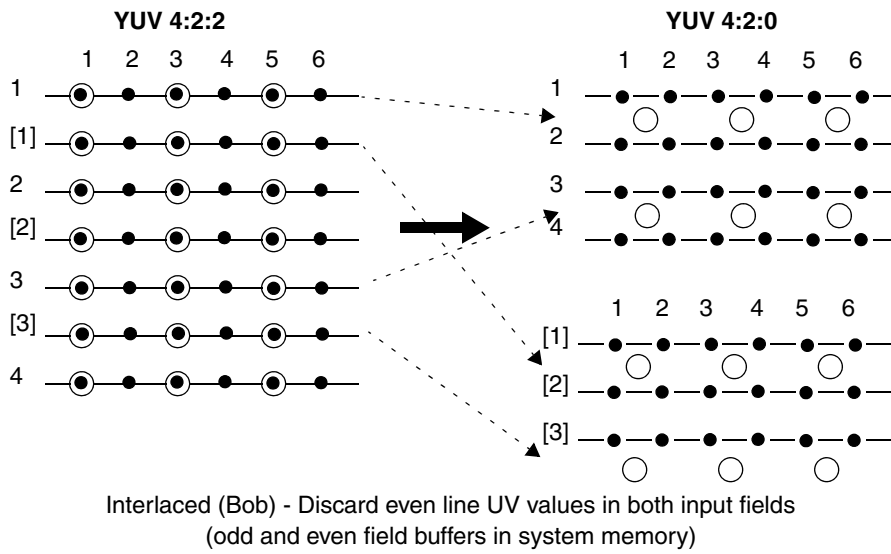 YUV 4:2:2
1 2 3 4 5 6
1
[1]
2
[2]
3
[3]
4
YUV 4:2:0
1 2 3 4 5 6
1
2
3
4
1 2 3 4 5 6
[1]
[2]
[3]
Interlaced (Bob) - Discard even line UV values in both input fields
(odd and even field buffers in system memory)